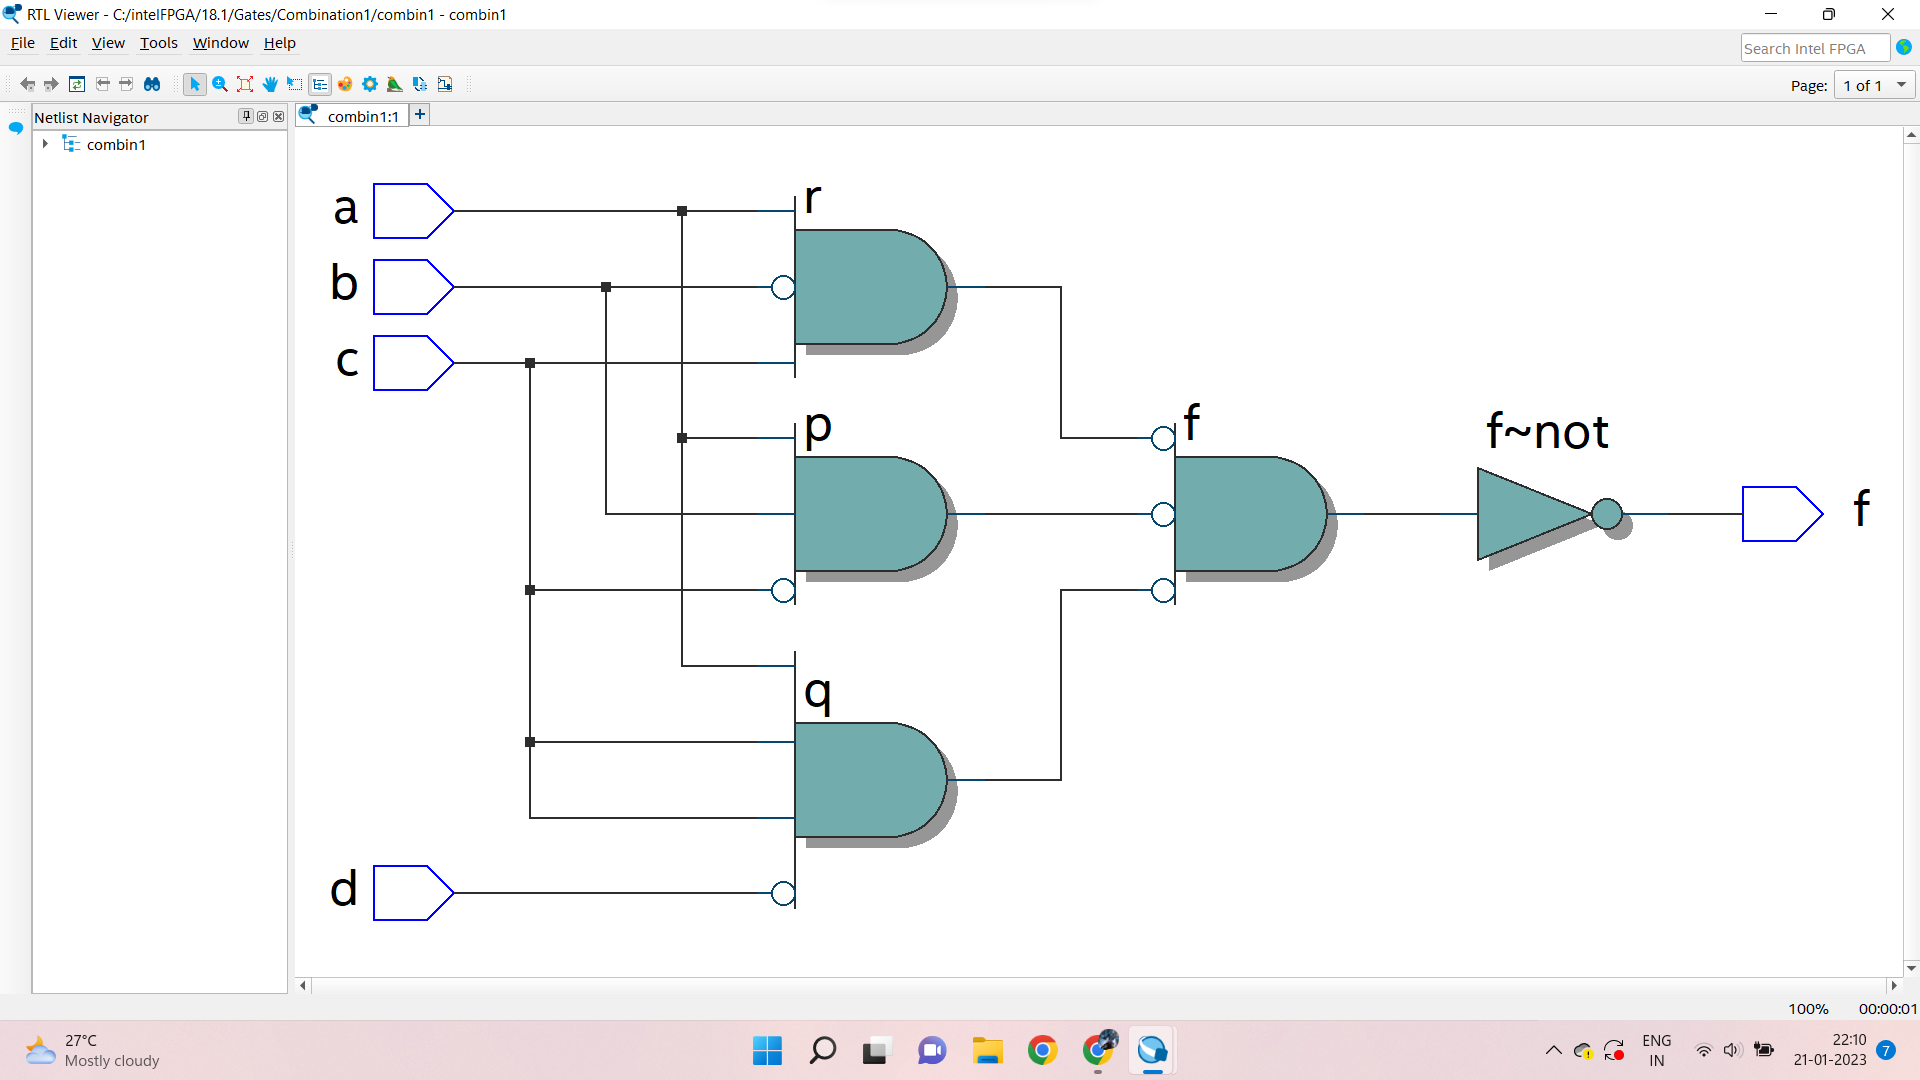 RTL Viewer - C:/intelFPGA/18.1/Gates/Combination1/combin1 - combin1
File Edit View Tools Window Help
Search Intel FPGA
Page: 1 of 1
Netlist Navigator
combin1:1 +
combin1
a
r
b
c
p
f
f~not
f
q
d
100% 00:00:01
27°C
Mostly cloudy
ENG
IN
22:10
21-01-2023
7